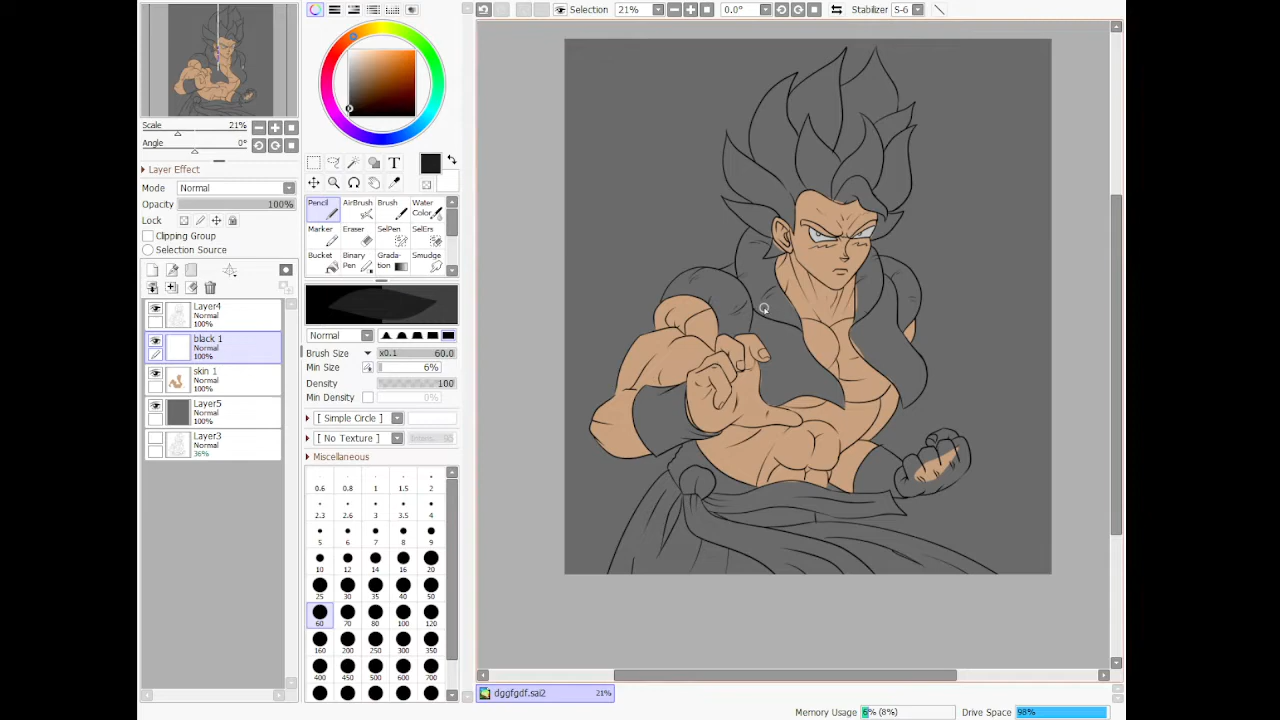 Selection 21% 0.0° Stabilizer S-6
Scale 21%
Angle 0°
Layer Effect
Mode Normal
Opacity 100%
Lock
Clipping Group
Selection Source
Layer4
Normal
100%
black 1
Normal
100%
skin 1
Normal
100%
Layer5
Normal
100%
Layer3
Normal
36%
T
Pencil AirBrush Brush Water Color
Marker Eraser SelPen SelErs
Bucket Binary Pen Grada-tion Smudge
Normal
Brush Size x0.1 60.0
Min Size 6%
Density 100
Min Density 0%
[ Simple Circle ]
[ No Texture ]
Miscellaneous
0.6 0.8 1 1.5 2
2.3 2.6 3 3.5 4
5 6 7 8 9
10 12 14 16 20
25 30 35 40 50
60 70 80 100 120
160 200 250 300 350
400 450 500 600 700
dggfgdf.sai2 21%
Memory Usage 6% (8%) Drive Space 98%